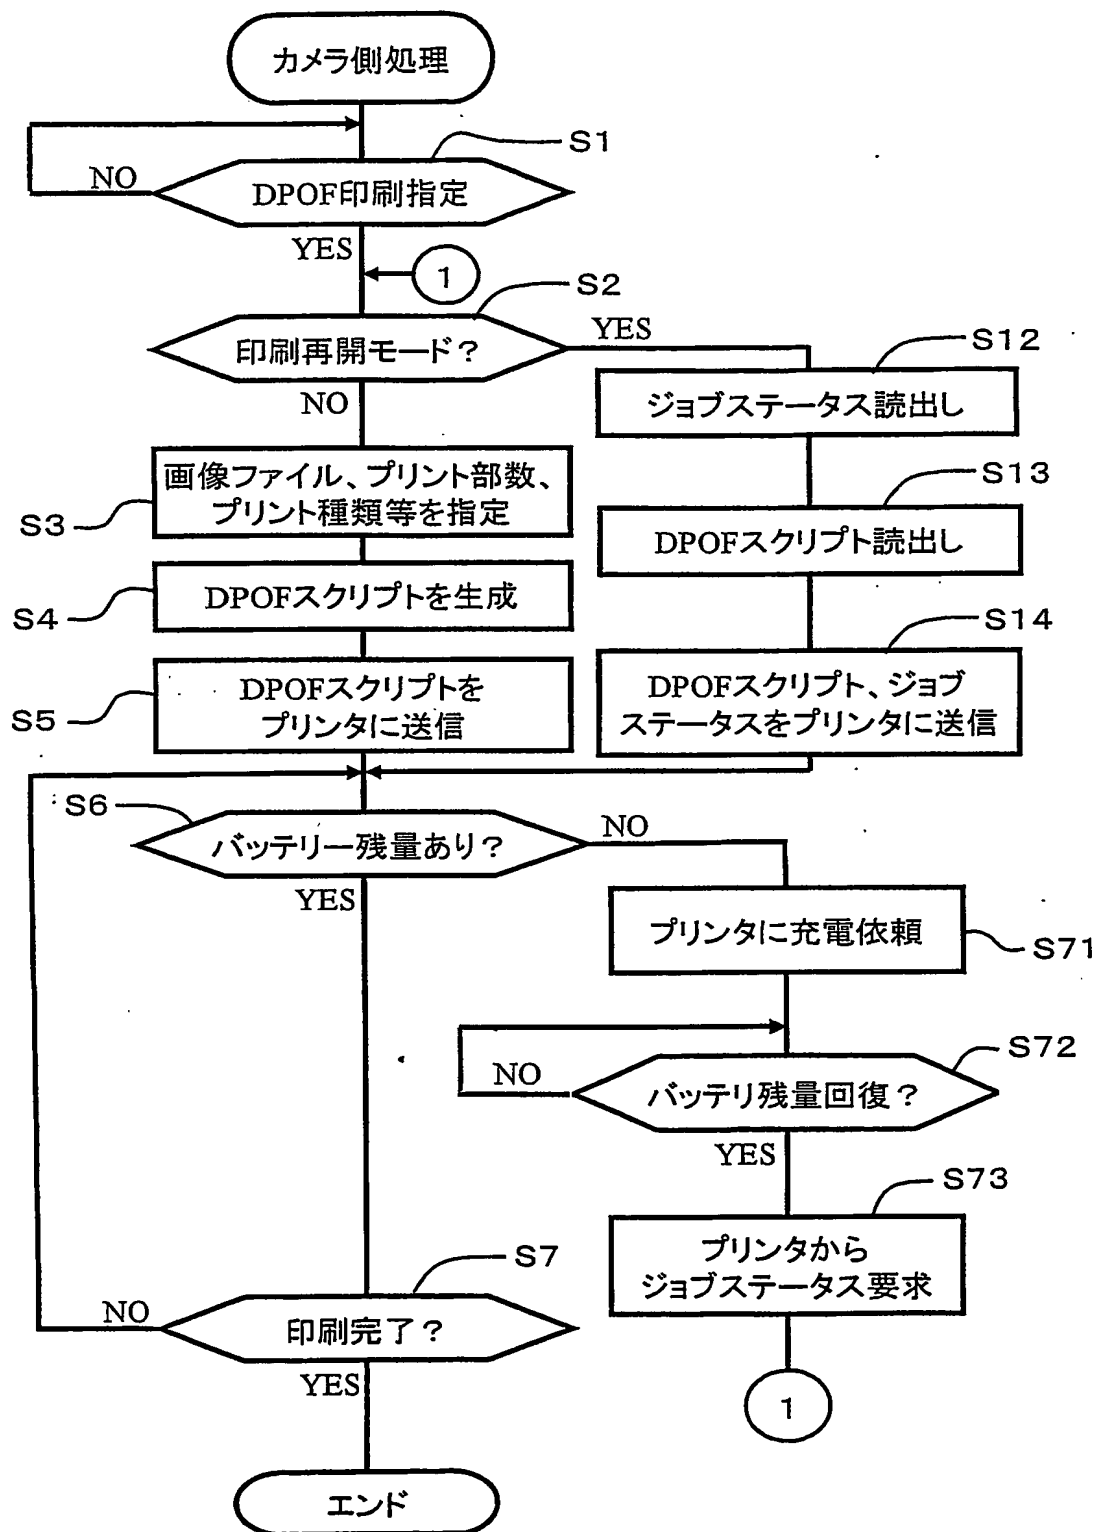 カメラ側処理
S1
NO
DPOF印刷指定
YES
1
S2
印刷再開モード?
YES
NO
S12
ジョブステータス読出し
画像ファイル、プリント部数、
プリント種類等を指定
S3
S13
DPOFスクリプト読出し
DPOFスクリプトを生成
S4
S14
DPOFスクリプトを
プリンタに送信
S5
DPOFスクリプト、ジョブ
ステータスをプリンタに送信
S6
バッテリー残量あり?
NO
YES
プリンタに充電依頼
S71
S72
NO
バッテリ残量回復?
YES
S73
プリンタから
ジョブステータス要求
S7
NO
印刷完了?
YES
1
エンド